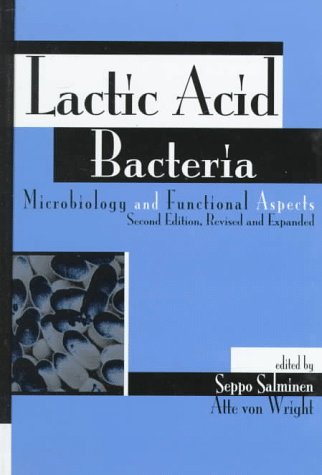 Lactic Acid
Bacteria
Microbiology and Functional Aspects
Second Edition, Revised and Expanded
edited by
Seppo Salminen
Atte von Wright